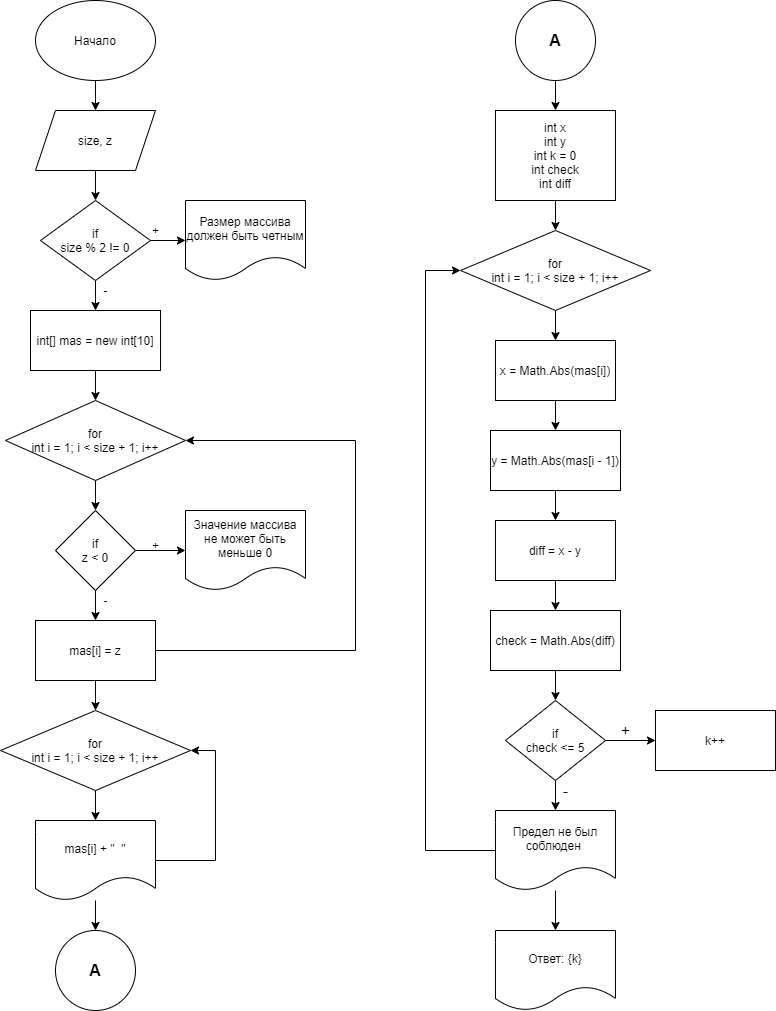 Начало
size, z
if
size % 2 != 0
+
Размер массива
должен быть четным
-
int[] mas = new int[10]
for
int i = 1; i < size + 1; i++
if
z < 0
+
Значение массива
не может быть
меньше 0
-
mas[i] = z
for
int i = 1; i < size + 1; i++
mas[i] + "  "
A
A
int x
int y
int k = 0
int check
int diff
for
int i = 1; i < size + 1; i++
x = Math.Abs(mas[i])
y = Math.Abs(mas[i - 1])
diff = x - y
check = Math.Abs(diff)
if
check <= 5
+
k++
-
Предел не был
соблюден
Ответ: {k}